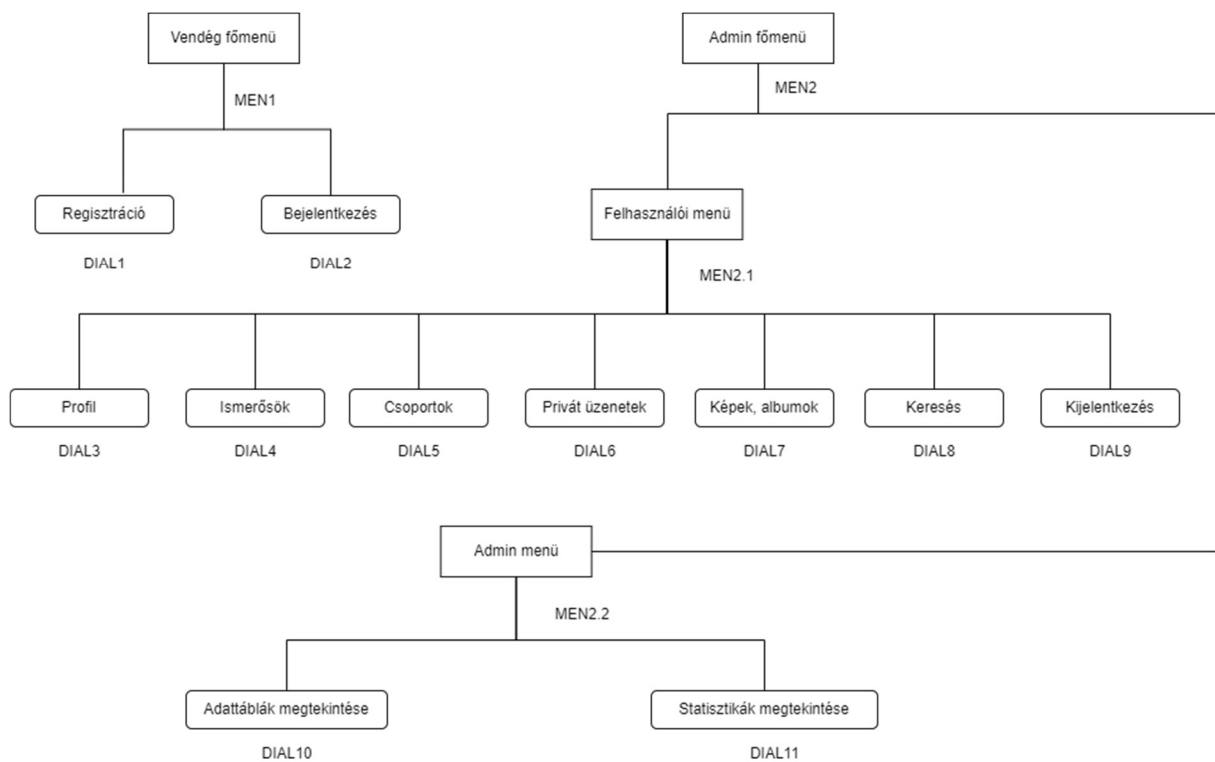 Vendég főmenü
Admin főmenü
MEN1
MEN2
Regisztráció
Bejelentkezés
Felhasználói menü
DIAL1
DIAL2
MEN2.1
Profil
Ismerősök
Csoportok
Privát üzenetek
Képek, albumok
Keresés
Kijelentkezés
DIAL3
DIAL4
DIAL5
DIAL6
DIAL7
DIAL8
DIAL9
Admin menü
MEN2.2
Adattáblák megtekintése
Statisztikák megtekintése
DIAL10
DIAL11